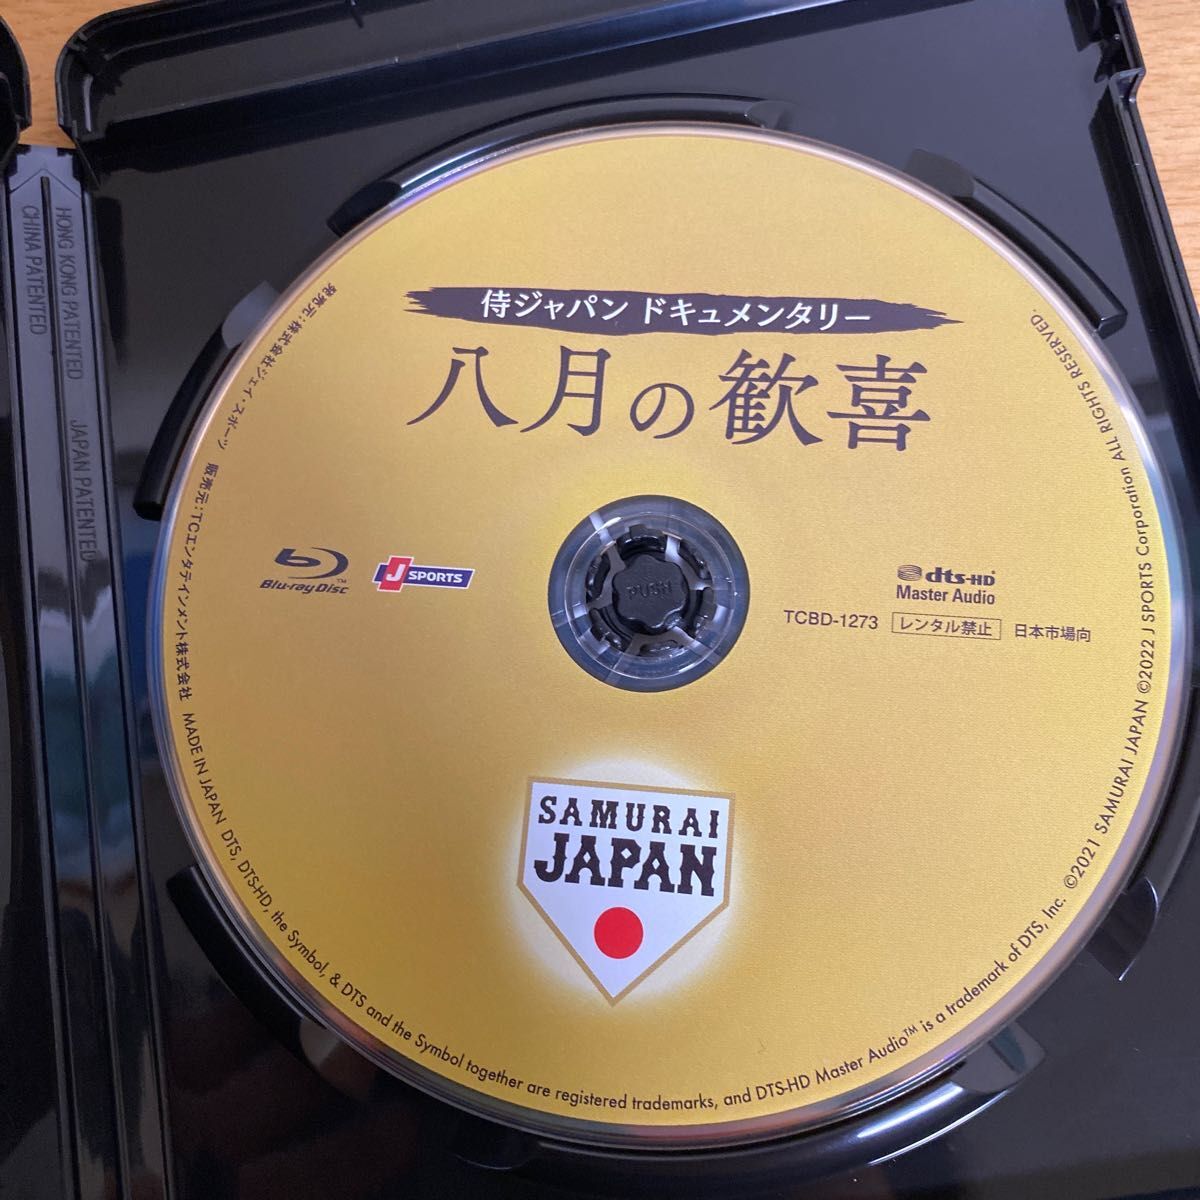 侍ジャパン ドキュメンタリー
八月の歓喜
Blu-ray Disc™
J SPORTS
PUSH
dts-HD®
Master Audio
TCBD-1273 レンタル禁止 日本市場向
SAMURAI
JAPAN
発売元：株式会社ジェイ・スポーツ 販売元：TCエンタテインメント株式会社 MADE IN JAPAN DTS, DTS-HD, the Symbol, & DTS and the Symbol together are registered trademarks, and DTS-HD Master Audio™ is a trademark of DTS, Inc. ©2021 SAMURAI JAPAN ©2022 J SPORTS Corporation ALL RIGHTS RESERVED.
HONG KONG PATENTED JAPAN PATENTED
CHINA PATENTED